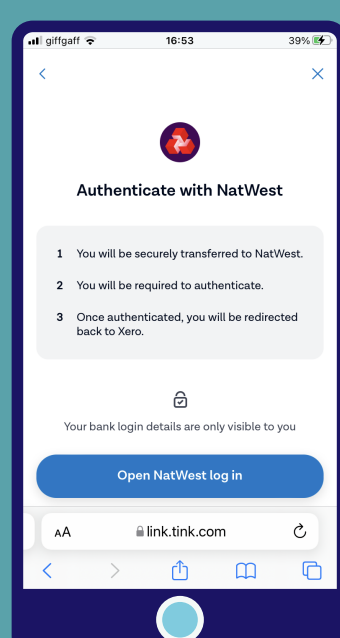 giffgaff 16:53 39%
Authenticate with NatWest
1 You will be securely transferred to NatWest.
2 You will be required to authenticate.
3 Once authenticated, you will be redirected
back to Xero.
Your bank login details are only visible to you
Open NatWest log in
AA link.tink.com